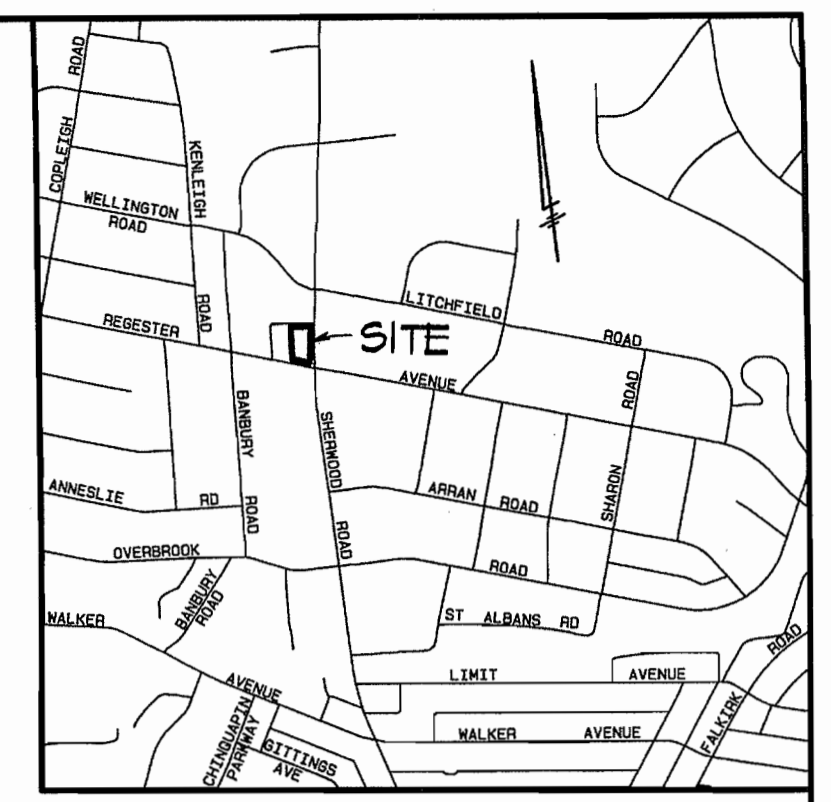 COPLEIGH ROAD
KENLEIGH ROAD
WELLINGTON
ROAD
REGESTER AVENUE
SITE
LITCHFIELD ROAD
BANBURY ROAD
SHERWOOD ROAD
SHARON ROAD
ARRAN ROAD
ANNESLIE RD
OVERBROOK ROAD
BANBURY
ROAD
ST ALBANS RD
WALKER AVENUE
LIMIT AVENUE
WALKER AVENUE
FALKIRK ROAD
CHINQUAPIN
PARKWAY
GITTINGS
AVE